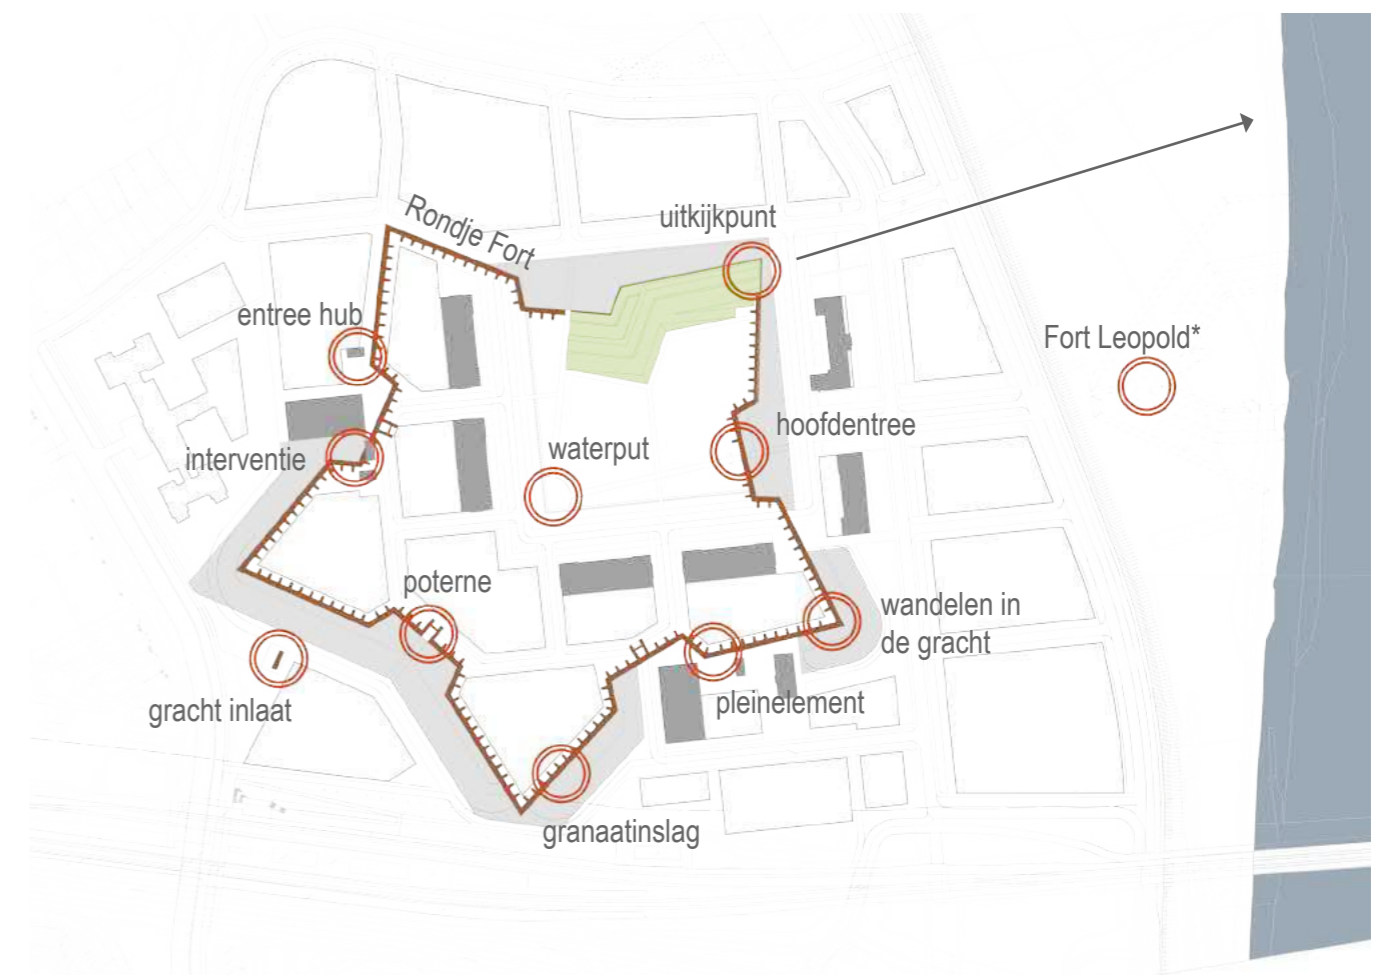 Rondje Fort
uitkijkpunt
entree hub
Fort Leopold*
hoofdentree
waterput
interventie
poterne
wandelen in
de gracht
gracht inlaat
pleinelement
granaatinslag